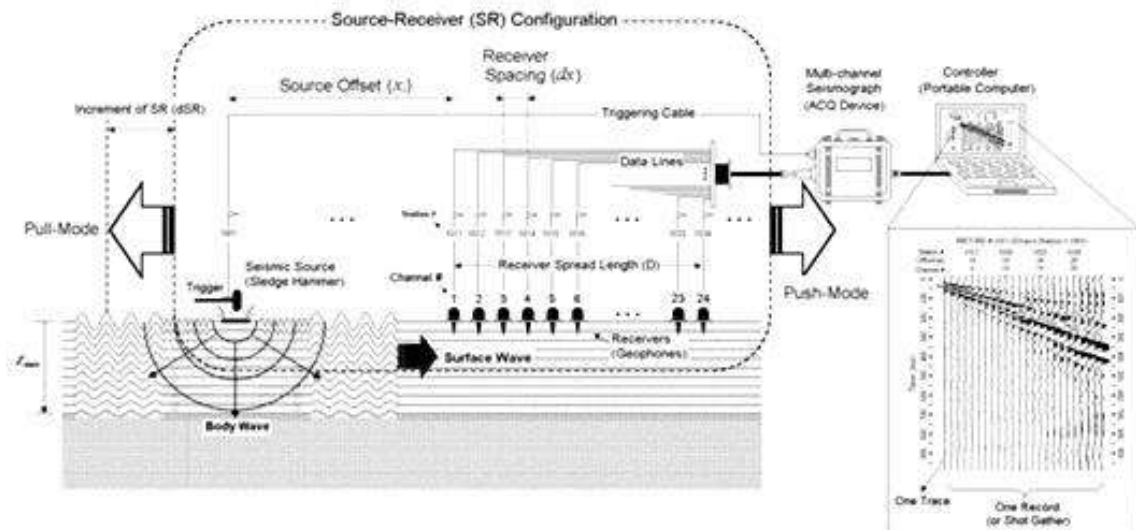 Source-Receiver (SR) Configuration
Receiver
Spacing (dx)
Source Offset (x₁)
Increment of SR (dSR)
Triggering Cable
Multi-channel
Seismograph
(ACQ Device)
Controller
(Portable Computer)
Data Lines
Pull-Mode
Push-Mode
Station #
Channel #
Receiver Spread Length (D)
Seismic Source
(Sledge Hammer)
Trigger
1 2 3 4 5 6 ... 23 24
Receivers
(Geophones)
Surface Wave
Body Wave
Station #
Channel #
One Trace
One Record
(or Shot Gather)